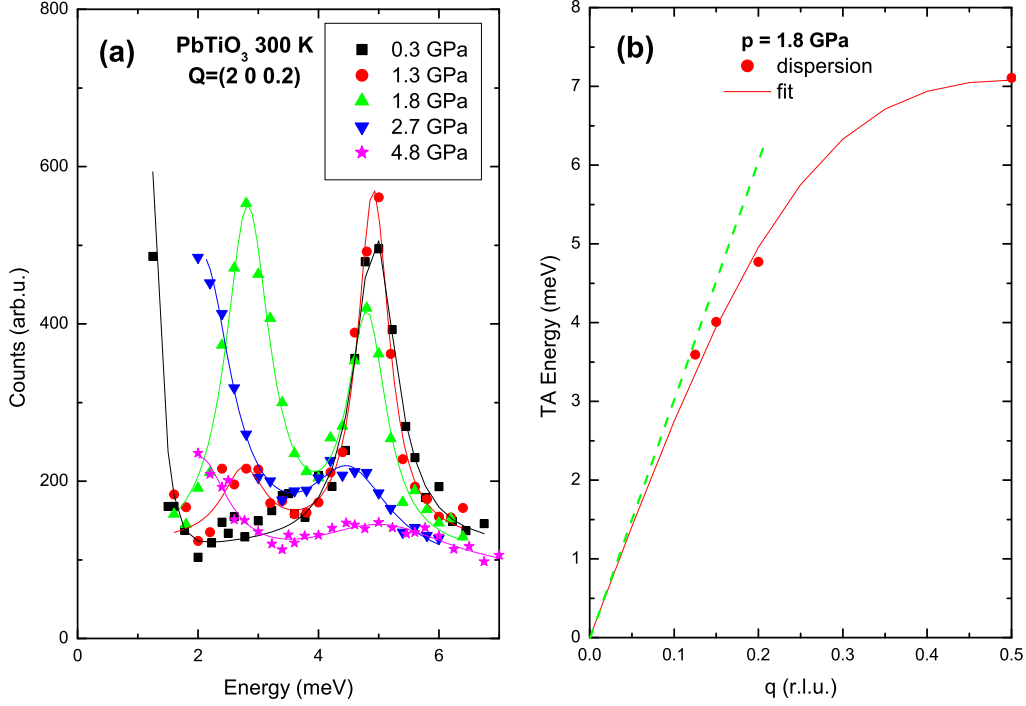 (a)
PbTiO3 300 K
Q=(2 0 0.2)
0.3 GPa
1.3 GPa
1.8 GPa
2.7 GPa
4.8 GPa
800
600
400
200
0
Counts (arb.u.)
0 2 4 6
Energy (meV)
(b)
p = 1.8 GPa
dispersion
fit
8
7
6
5
4
3
2
1
0
TA Energy (meV)
0.0 0.1 0.2 0.3 0.4 0.5
q (r.l.u.)